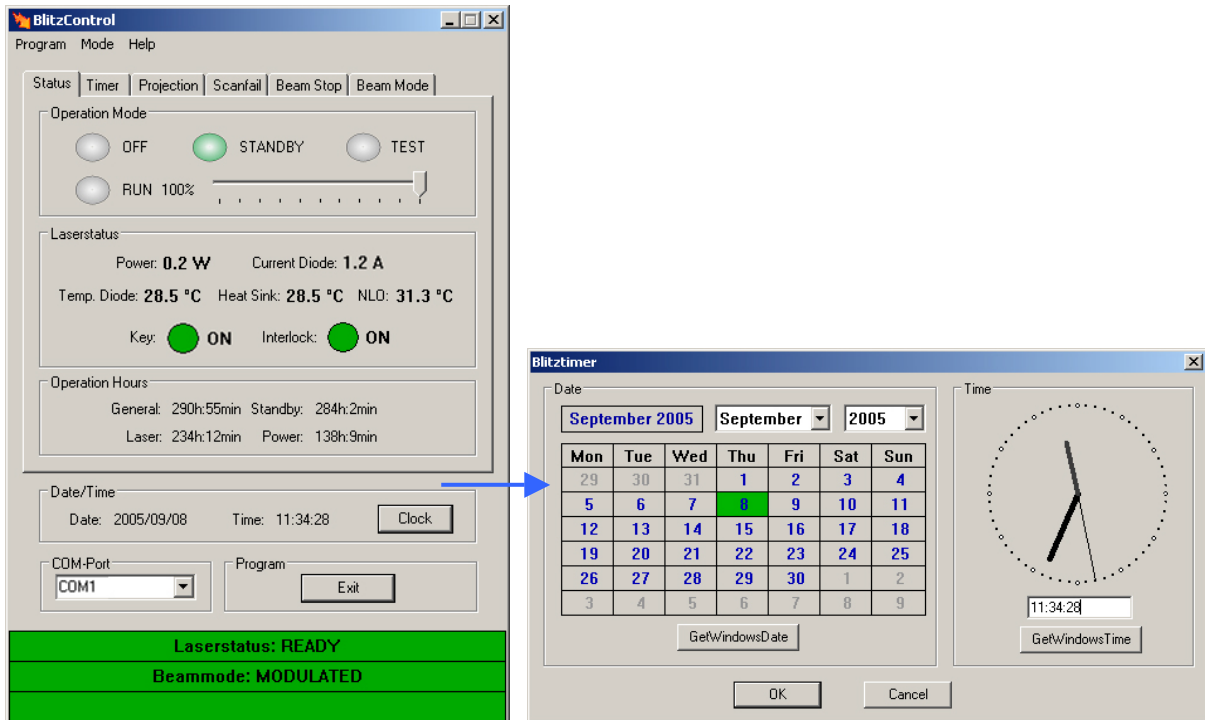 BlitzControl
Program Mode Help
Status Timer Projection Scanfail Beam Stop Beam Mode
Operation Mode
OFF STANDBY TEST
RUN 100%
Laserstatus
Power: 0.2 W Current Diode: 1.2 A
Temp. Diode: 28.5 °C Heat Sink: 28.5 °C NLO: 31.3 °C
Key: ON Interlock: ON
Operation Hours
General: 290h:55min Standby: 284h:2min
Laser: 234h:12min Power: 138h:9min
Date/Time
Date: 2005/09/08 Time: 11:34:28 Clock
COM-Port Program
COM1 Exit
Laserstatus: READY
Beammode: MODULATED
Blitztimer
Date
September 2005 September 2005
Mon Tue Wed Thu Fri Sat Sun
29 30 31 1 2 3 4
5 6 7 8 9 10 11
12 13 14 15 16 17 18
19 20 21 22 23 24 25
26 27 28 29 30 1 2
3 4 5 6 7 8 9
GetWindowsDate
Time
11:34:28
GetWindowsTime
OK Cancel